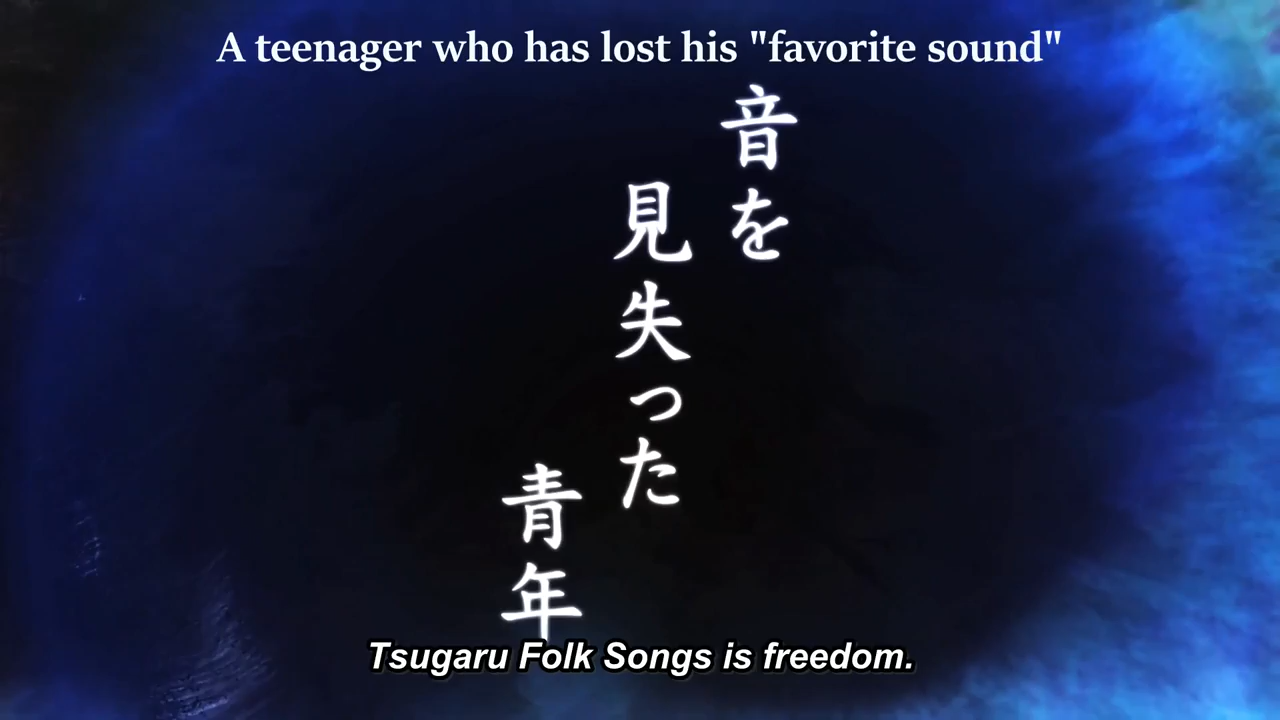 A teenager who has lost his "favorite sound"
音を
見失った
青年
Tsugaru Folk Songs is freedom.